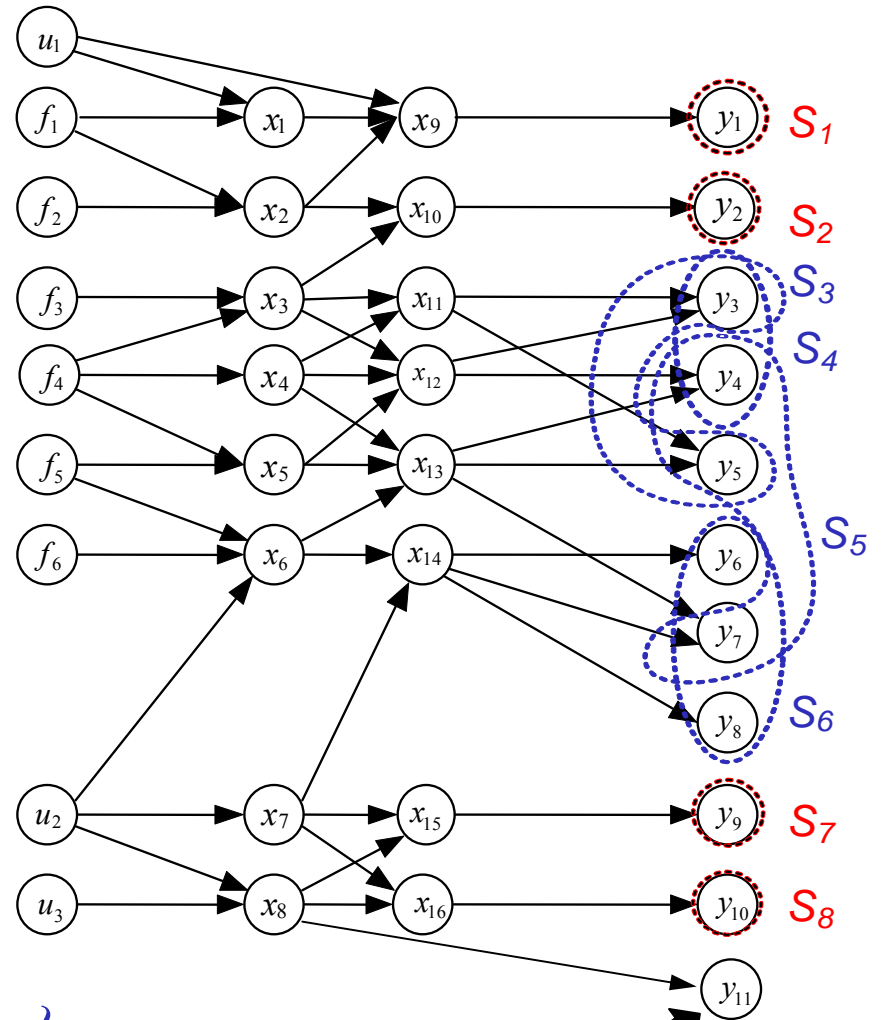 u1
f1 x1 x9 y1 S1
f2 x2 x10 y2 S2
f3 x3 x11 y3 S3
f4 x4 x12 y4 S4
f5 x5 x13 y5
f6 x6 x14 y6 S5
y7
y8 S6
u2 x7 x15 y9 S7
u3 x8 x16 y10 S8
y11